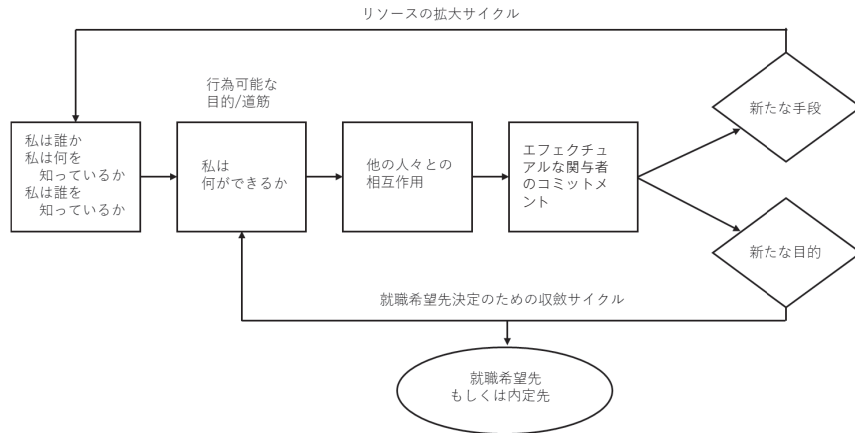 リソースの拡大サイクル
行為可能な
目的/道筋
私は誰か
私は何を
知っているか
私は誰を
知っているか
私は
何ができるか
他の人々との
相互作用
エフェクチュ
アルな関与者
のコミットメ
ント
新たな手段
新たな目的
就職希望先決定のための収斂サイクル
就職希望先
もしくは内定先